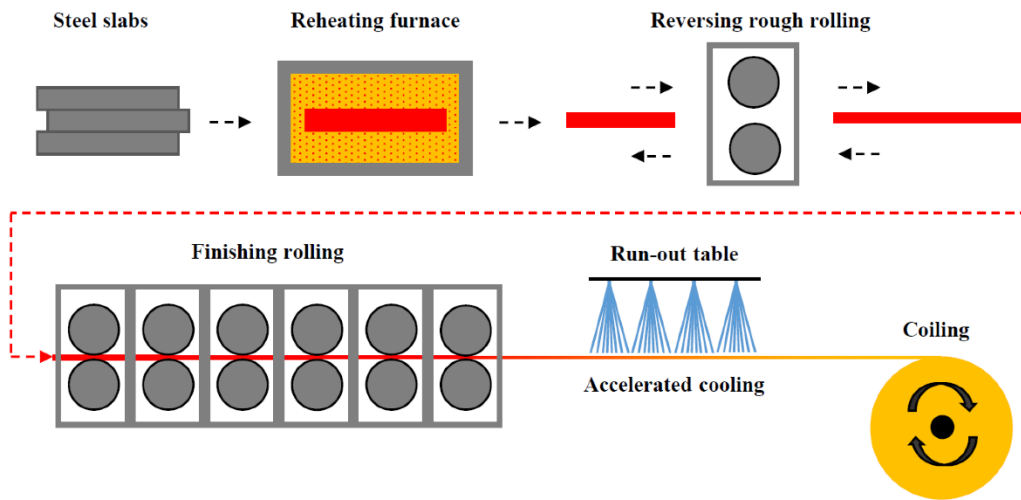 Steel slabs
Reheating furnace
Reversing rough rolling
Finishing rolling
Run-out table
Coiling
Accelerated cooling